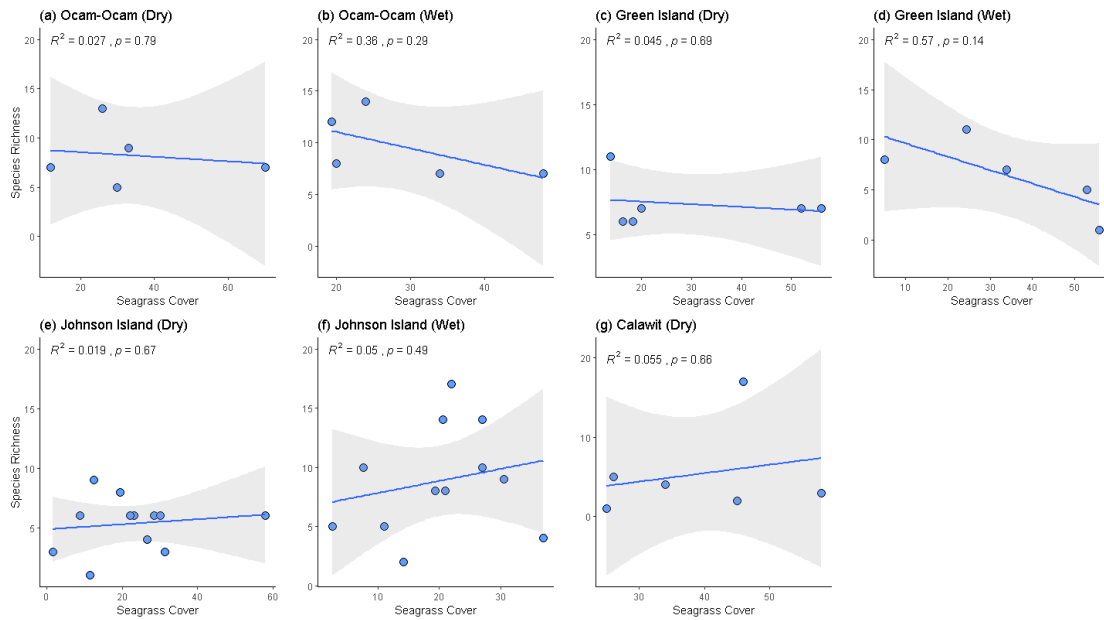 (a) Ocam-Ocam (Dry)
R² = 0.027 , p = 0.79
20
15
10
5
0
Species Richness
20
40
60
Seagrass Cover
(b) Ocam-Ocam (Wet)
R² = 0.36 , p = 0.29
20
15
10
5
0
20
30
40
Seagrass Cover
(c) Green Island (Dry)
R² = 0.045 , p = 0.69
20
15
10
5
20
30
40
50
Seagrass Cover
(d) Green Island (Wet)
R² = 0.57 , p = 0.14
20
15
10
5
0
10
20
30
40
50
Seagrass Cover
(e) Johnson Island (Dry)
R² = 0.019 , p = 0.67
20
15
10
5
0
Species Richness
0
20
40
60
Seagrass Cover
(f) Johnson Island (Wet)
R² = 0.05 , p = 0.49
20
15
10
5
0
10
20
30
Seagrass Cover
(g) Calawit (Dry)
R² = 0.055 , p = 0.66
20
10
0
30
40
50
Seagrass Cover